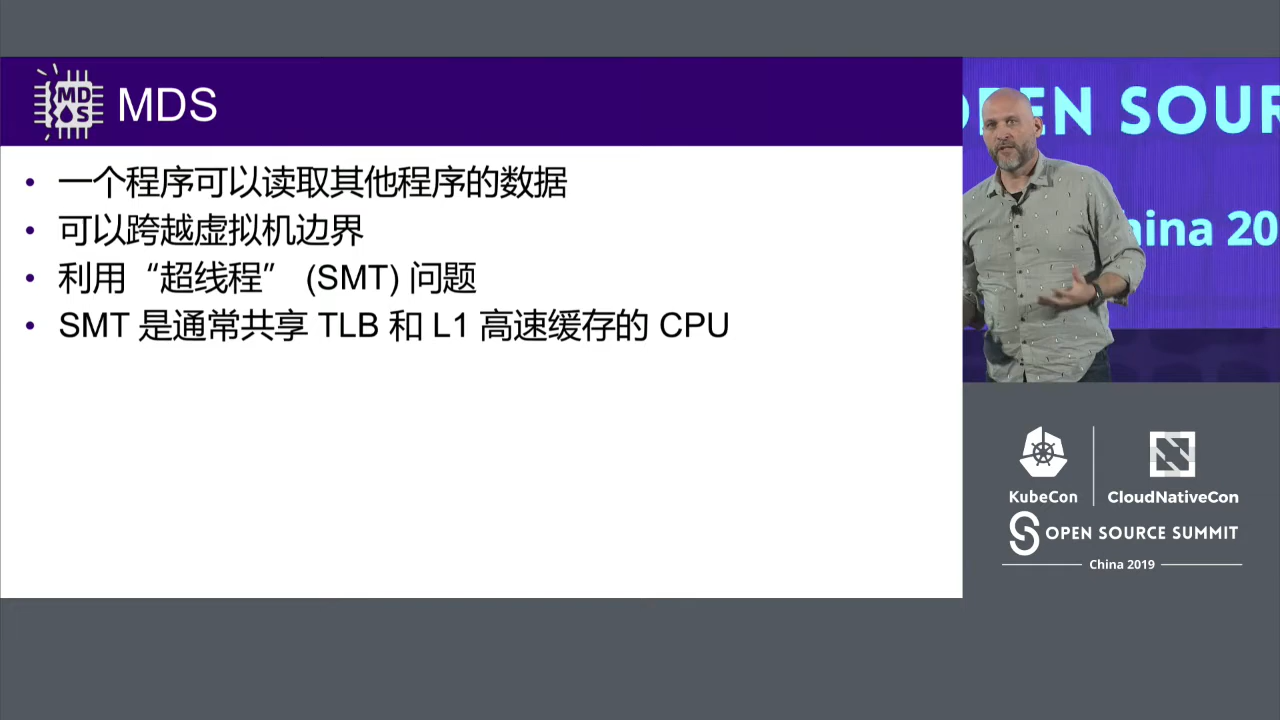 MDS
MDS
• 一个程序可以读取其他程序的数据
• 可以跨越虚拟机边界
• 利用“超线程” (SMT) 问题
• SMT 是通常共享 TLB 和 L1 高速缓存的 CPU
OPEN SOUR
hina 20
KubeCon
CloudNativeCon
OPEN SOURCE SUMMIT
China 2019